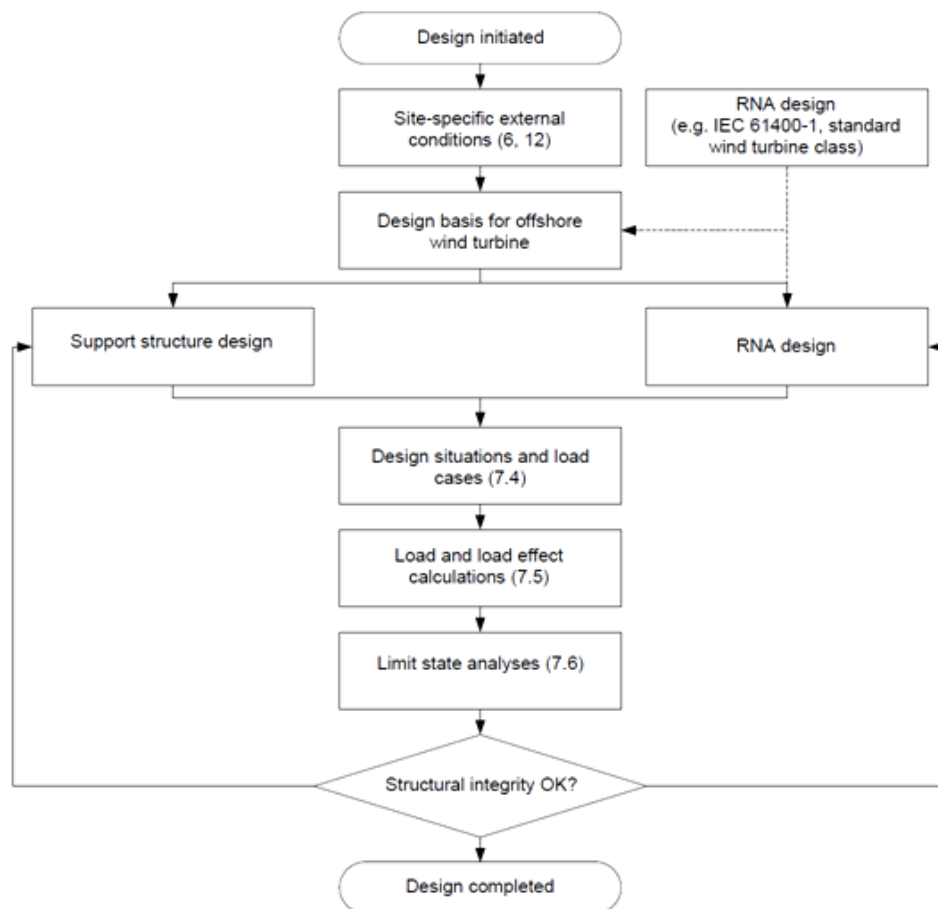 Design initiated
Site-specific external
conditions (6, 12)
RNA design
(e.g. IEC 61400-1, standard
wind turbine class)
Design basis for offshore
wind turbine
Support structure design
RNA design
Design situations and load
cases (7.4)
Load and load effect
calculations (7.5)
Limit state analyses (7.6)
Structural integrity OK?
Design completed